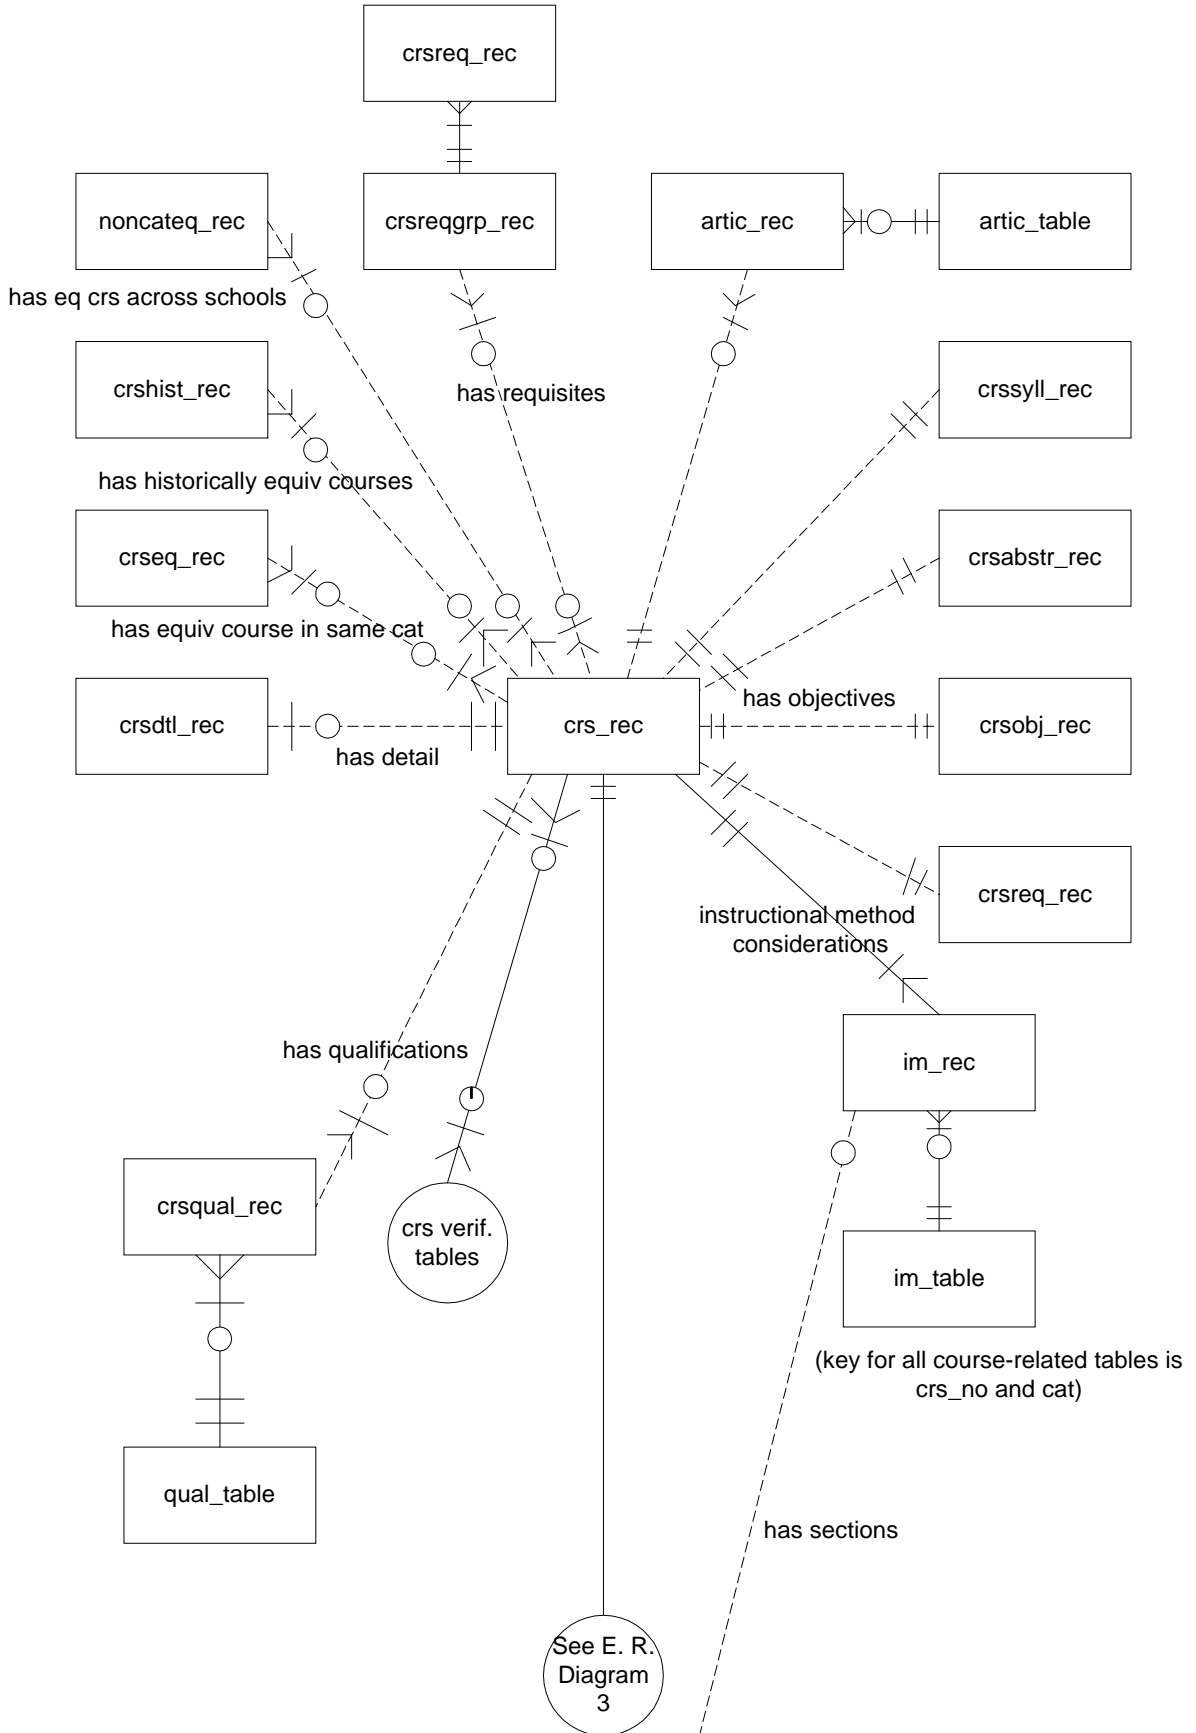 crsreq_rec
noncateq_rec
crsreqgrp_rec
artic_rec
artic_table
has eq crs across schools
crshist_rec
has requisites
crssyll_rec
has historically equiv courses
crseq_rec
crsabstr_rec
has equiv course in same cat
crsdtl_rec
has detail
crs_rec
has objectives
crsobj_rec
crsreq_rec
instructional method
considerations
has qualifications
im_rec
crsqual_rec
crs verif.
tables
im_table
(key for all course-related tables is
crs_no and cat)
qual_table
has sections
See E. R.
Diagram
3